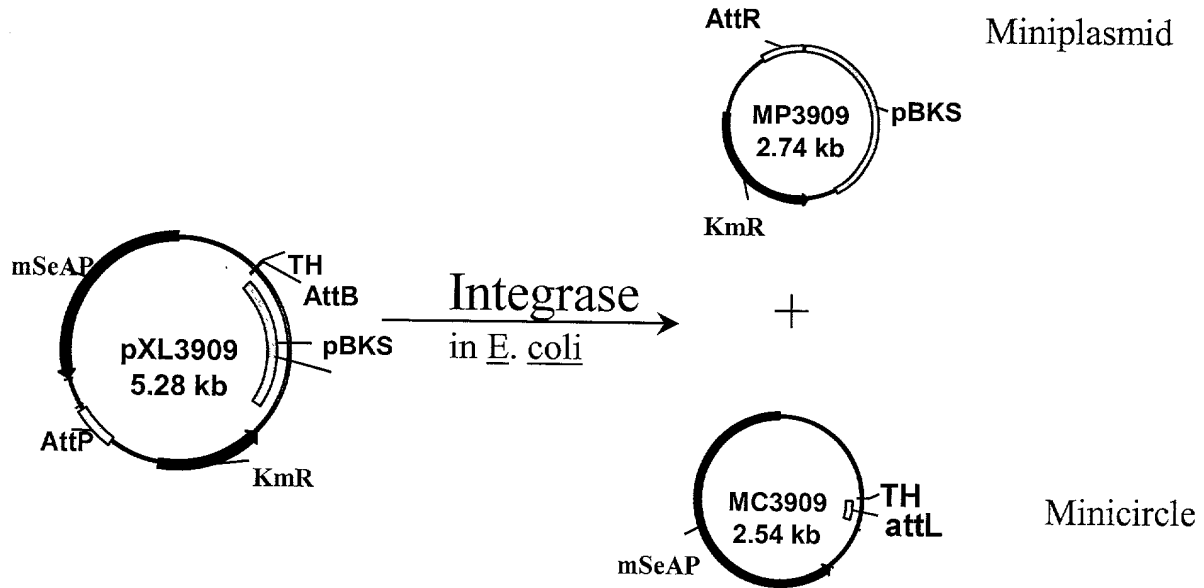 AttR
Miniplasmid
MP3909
2.74 kb
pBKS
KmR
mSeAP
TH
AttB
pXL3909
5.28 kb
pBKS
AttP
KmR
Integrase
in E. coli
+
MC3909
2.54 kb
TH
attL
mSeAP
Minicircle